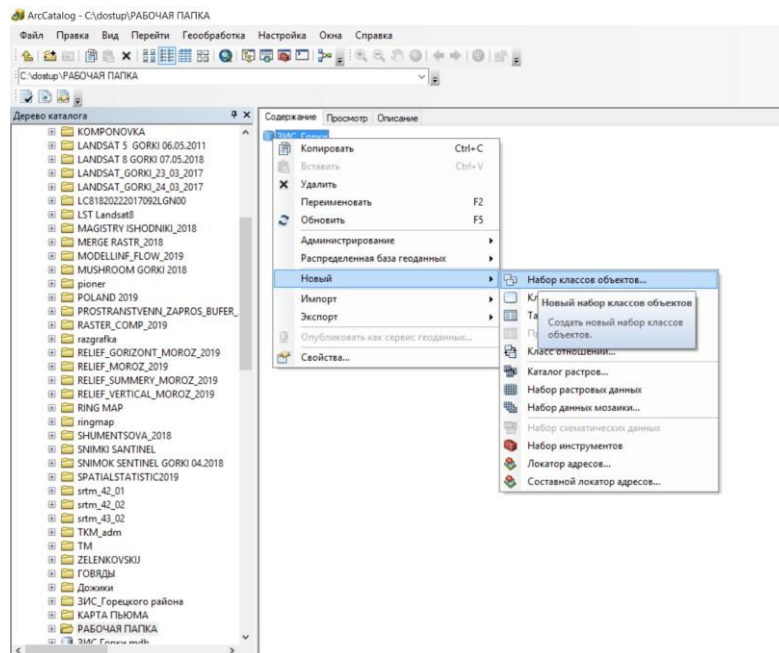 ArcCatalog - C:\dostup\РАБОЧАЯ ПАПКА
Файл Правка Вид Перейти Геообработка Настройка Окна Справка
C:\dostup\РАБОЧАЯ ПАПКА
Дерево каталога
KOMPONOVKA
LANDSAT 5 GORKI 06.05.2011
LANDSAT 8 GORKI 07.05.2018
LANDSAT_GORKI_23_03_2017
LANDSAT_GORKI_24_03_2017
LC81820222017092LGN00
LST Landsat8
MAGISTRY ISHODNIKI_2018
MERGE RASTR_2018
MODELLINF_FLOW_2019
MUSHROOM GORKI 2018
pioner
POLAND 2019
PROSTRANSTVENN_ZAPROS_BUFER_
RASTER_COMP_2019
razgrafka
RELIEF_GORIZONT_MOROZ_2019
RELIEF_MOROZ_2019
RELIEF_SUMMERY_MOROZ_2019
RELIEF_VERTICAL_MOROZ_2019
RING MAP
ringmap
SHUMENTSOVA_2018
SNIMKI SANTINEL
SNIMOK SENTINEL GORKI 04.2018
SPATIALSTATISTIC2019
srtm_42_01
srtm_42_02
srtm_43_02
TKM_adm
TM
ZELENKOVSKIJ
ГОВЯДЫ
Дожики
ЗИС_Горецкого района
КАРТА ПЬЮМА
РАБОЧАЯ ПАПКА
ЗИС_Горки.mdb
Содержание Просмотр Описание
ЗИС_Горки
Копировать Ctrl+C
Вставить Ctrl+V
Удалить
Переименовать F2
Обновить F5
Администрирование
Распределенная база геоданных
Новый
Импорт
Экспорт
Опубликовать как сервис геоданных...
Свойства...
Набор классов объектов...
Новый набор классов объектов
Создать новый набор классов
объектов.
Класс отношений...
Каталог растров...
Набор растровых данных
Набор данных мозаики...
Набор схематических данных
Набор инструментов
Локатор адресов...
Составной локатор адресов...